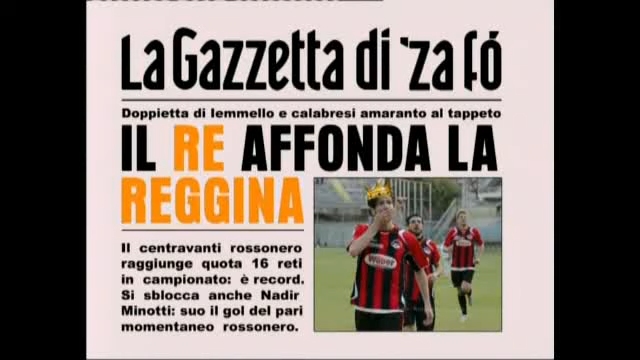 La Gazzetta di 'za fó
Doppietta di Iemmello e calabresi amaranto al tappeto
IL RE AFFONDA LA
REGGINA
Il centravanti rossonero
raggiunge quota 16 reti
in campionato: è record.
Si sblocca anche Nadir
Minotti: suo il gol del pari
momentaneo rossonero.
Wüber